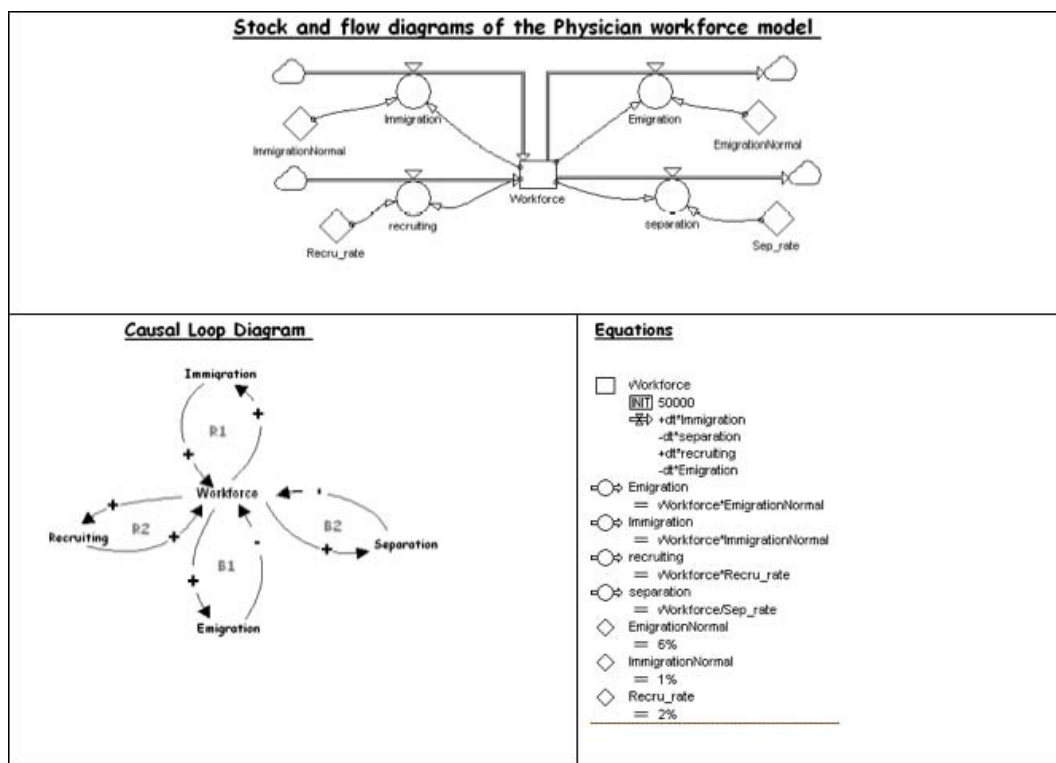 Stock and flow diagrams of the Physician workforce model
Immigration
Emigration
ImmigrationNormal
EmigrationNormal
Workforce
recruiting
separation
Recru_rate
Sep_rate
Causal Loop Diagram
Immigration
+
R1
+
Workforce
+
-
+
R2
B2
Recruiting
+
-
+
Separation
+
B1
Emigration
Equations
Workforce
INIT 50000
+dt*Immigration
-dt*separation
+dt*recruiting
-dt*Emigration
Emigration
= Workforce*EmigrationNormal
Immigration
= Workforce*ImmigrationNormal
recruiting
= Workforce*Recru_rate
separation
= Workforce/Sep_rate
EmigrationNormal
= 6%
ImmigrationNormal
= 1%
Recru_rate
= 2%